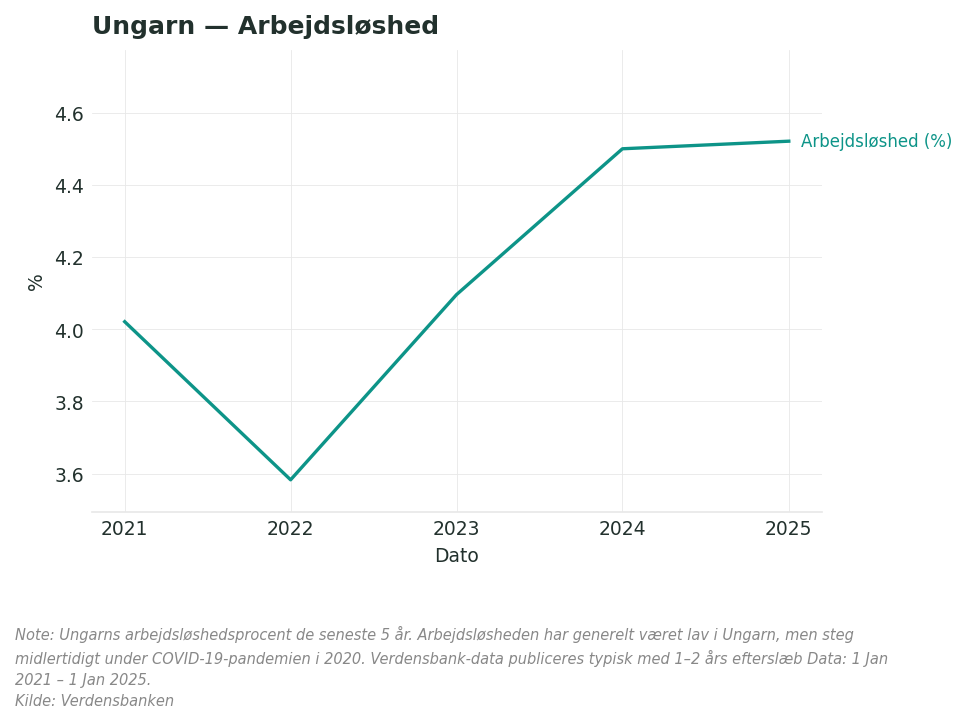 Ungarn — Arbejdsløshed
4.6
4.4
4.2
4.0
3.8
3.6
%
Arbejdsløshed (%)
2021 2022 2023 2024 2025
Dato
Note: Ungarns arbejdsløshedsprocent de seneste 5 år. Arbejdsløsheden har generelt været lav i Ungarn, men steg
midlertidigt under COVID-19-pandemien i 2020. Verdensbank-data publiceres typisk med 1–2 års efterslæb Data: 1 Jan
2021 – 1 Jan 2025.
Kilde: Verdensbanken